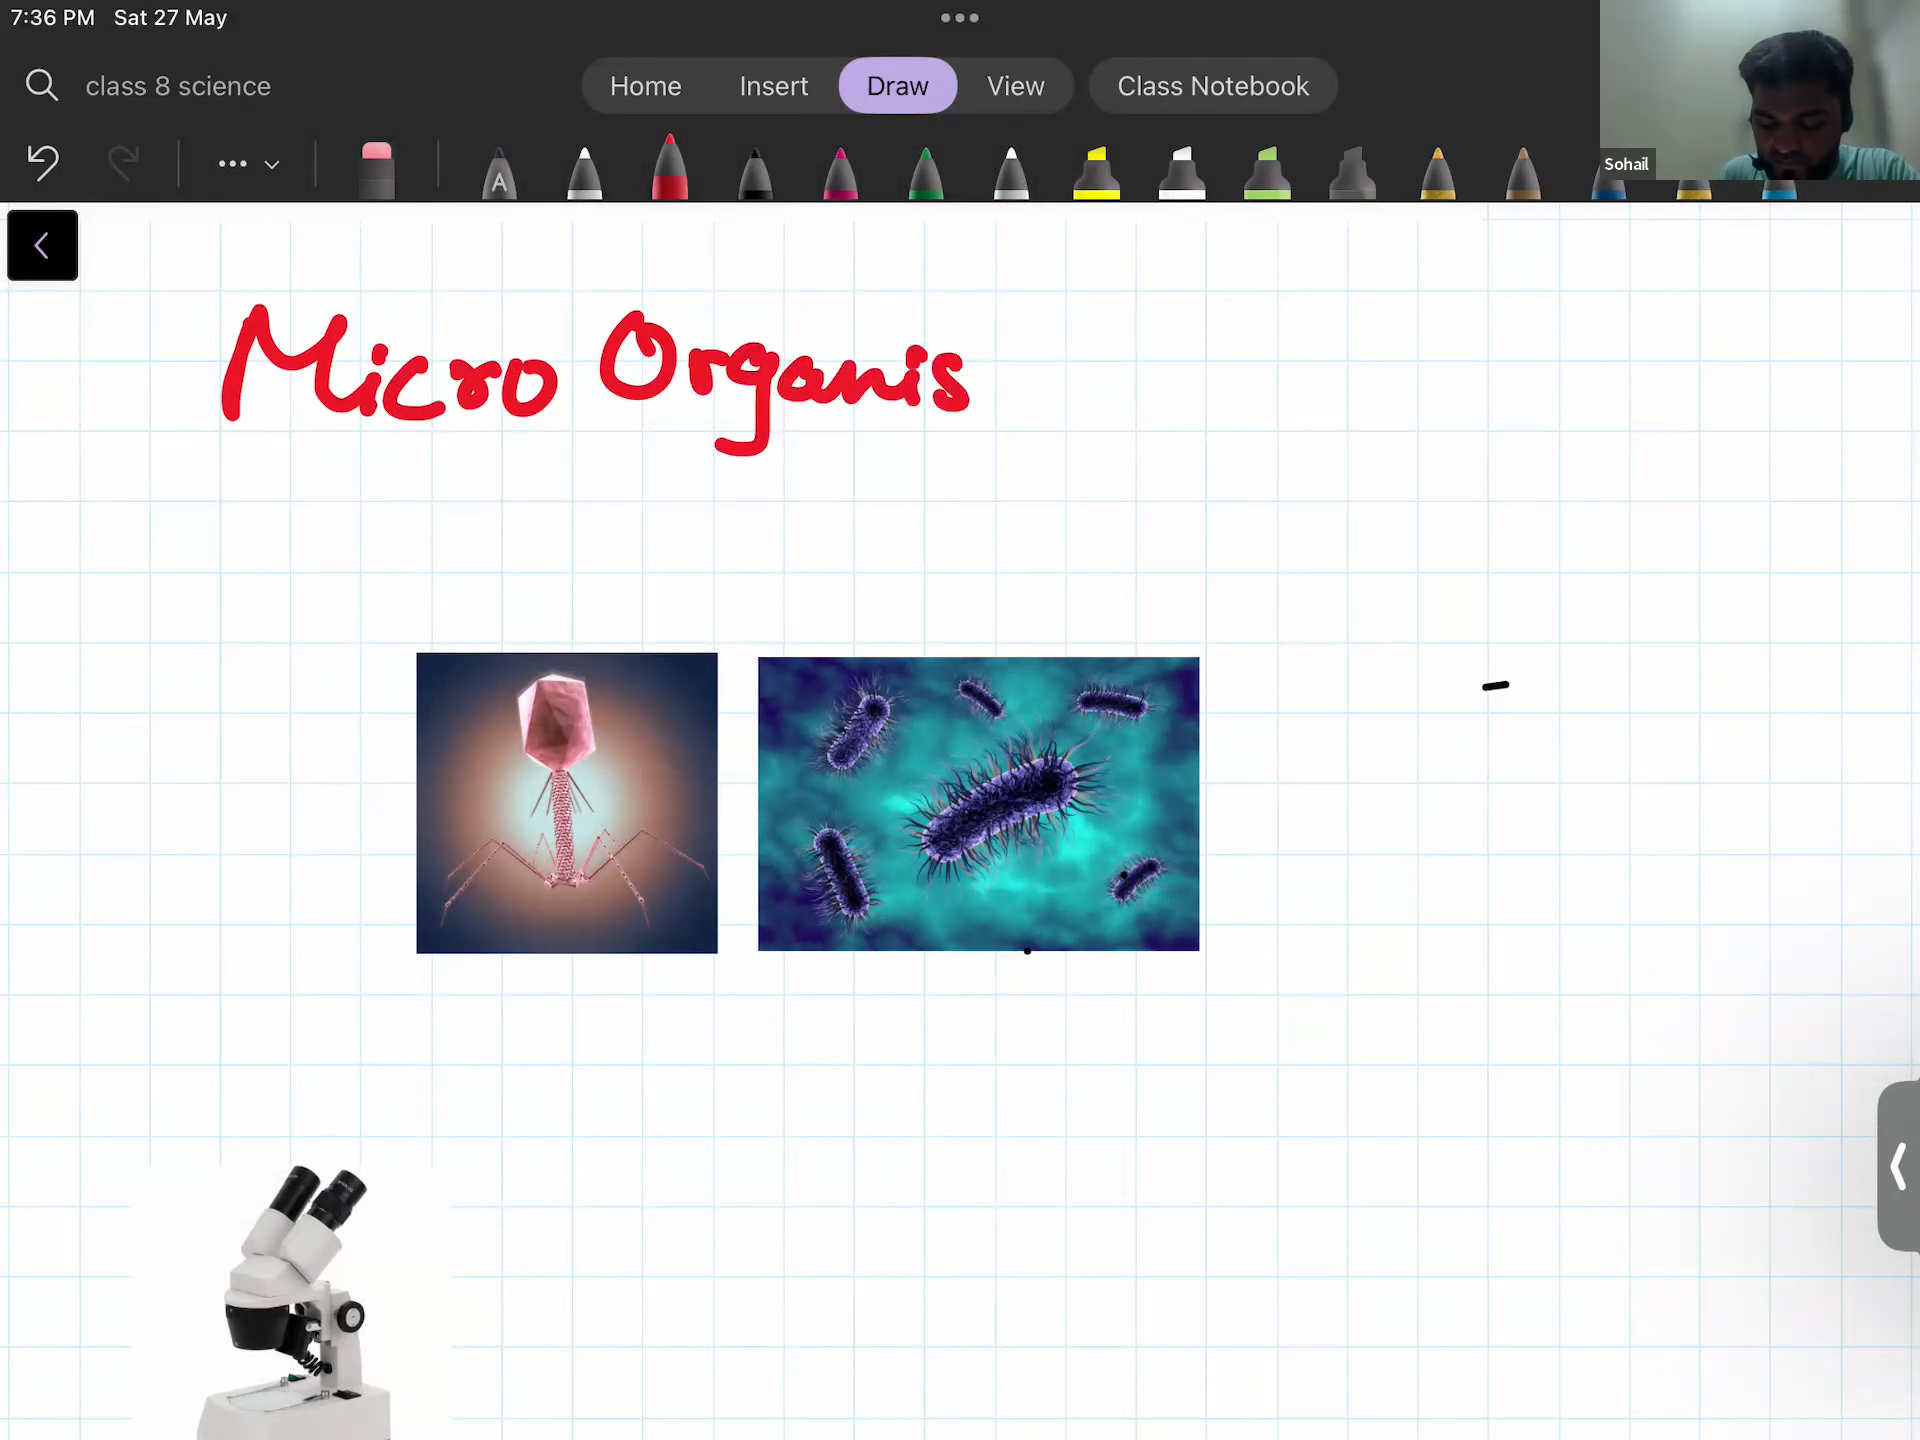 7:36 PM Sat 27 May
class 8 science
Home Insert Draw View Class Notebook
A
Sohail
Micro Organis